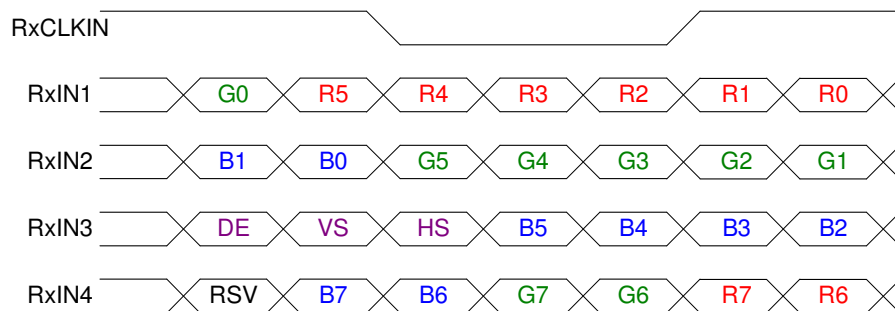 RxCLKIN
RxIN1 G0 R5 R4 R3 R2 R1 R0
RxIN2 B1 B0 G5 G4 G3 G2 G1
RxIN3 DE VS HS B5 B4 B3 B2
RxIN4 RSV B7 B6 G7 G6 R7 R6